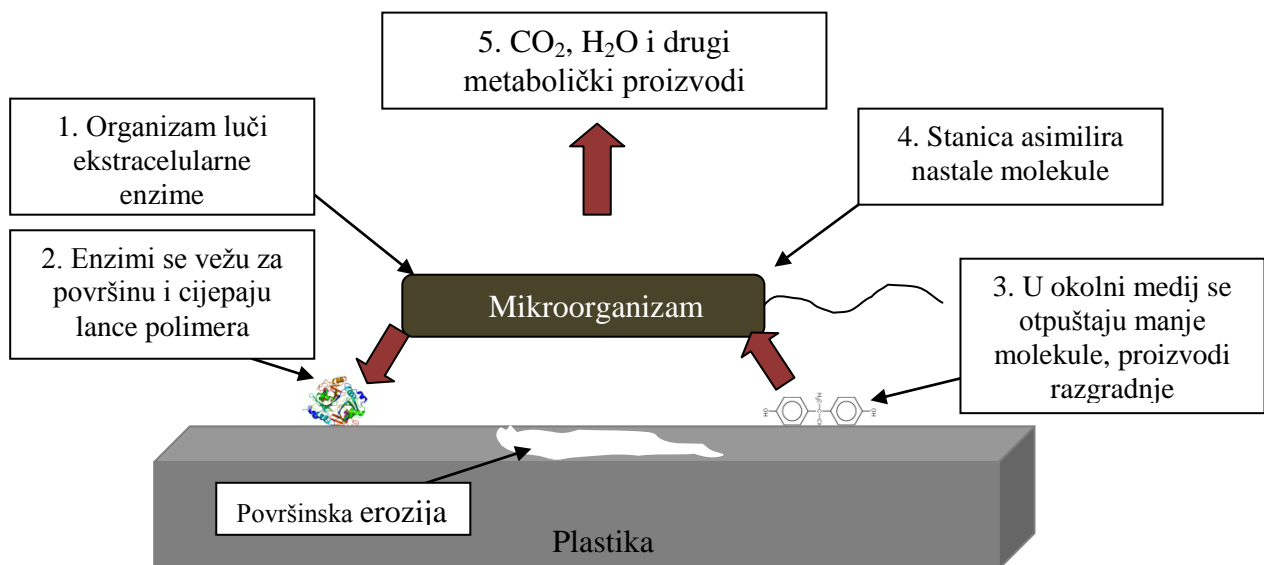 5. CO₂, H₂O i drugi
metabolički proizvodi
1. Organizam luči
ekstracelularne
enzime
4. Stanica asimilira
nastale molekule
2. Enzimi se vežu za
površinu i cijepaju
lance polimera
Mikroorganizam
3. U okolni medij se
otpuštaju manje
molekule, proizvodi
razgradnje
HO
OH
Površinska erozija
Plastika